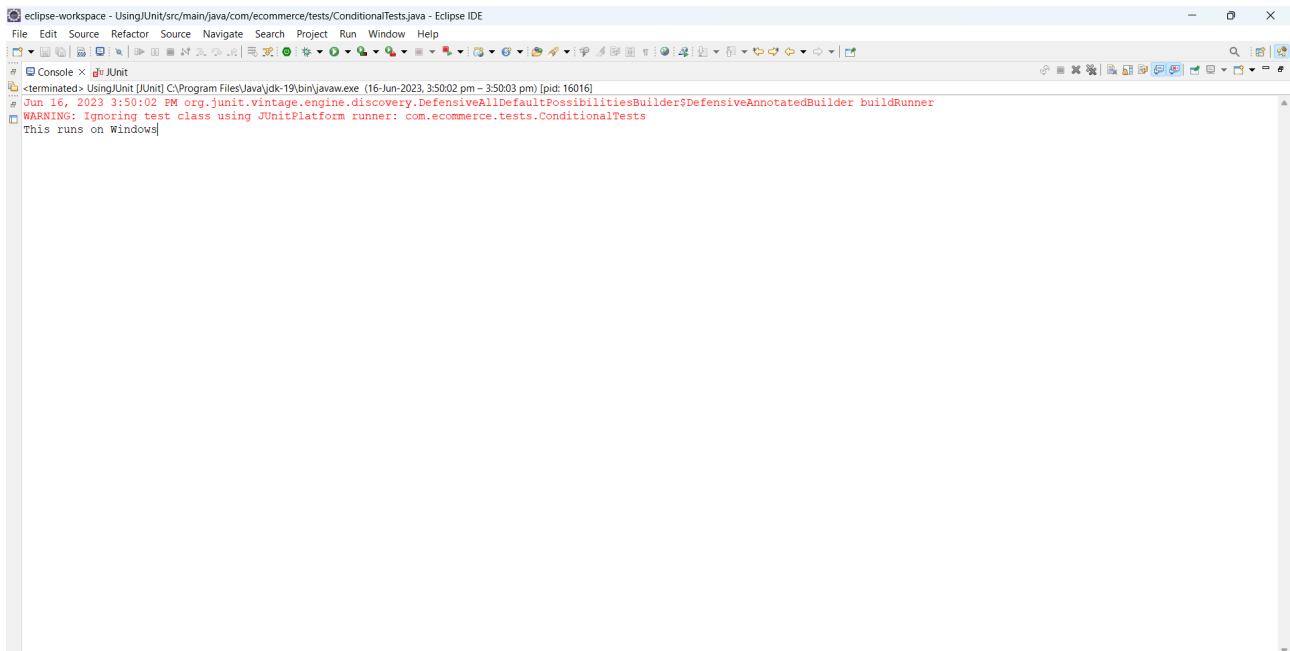 eclipse-workspace - UsingJUnit/src/main/java/com/ecommerce/tests/ConditionalTests.java - Eclipse IDE
File Edit Source Refactor Source Navigate Search Project Run Window Help
Console × JUnit
<terminated> UsingJUnit [JUnit] C:\Program Files\Java\jdk-19\bin\javaw.exe (16-Jun-2023, 3:50:02 pm – 3:50:03 pm) [pid: 16016]
Jun 16, 2023 3:50:02 PM org.junit.vintage.engine.discovery.DefensiveAllDefaultPossibilitiesBuilder$DefensiveAnnotatedBuilder buildRunner
WARNING: Ignoring test class using JUnitPlatform runner: com.ecommerce.tests.ConditionalTests
This runs on Windows